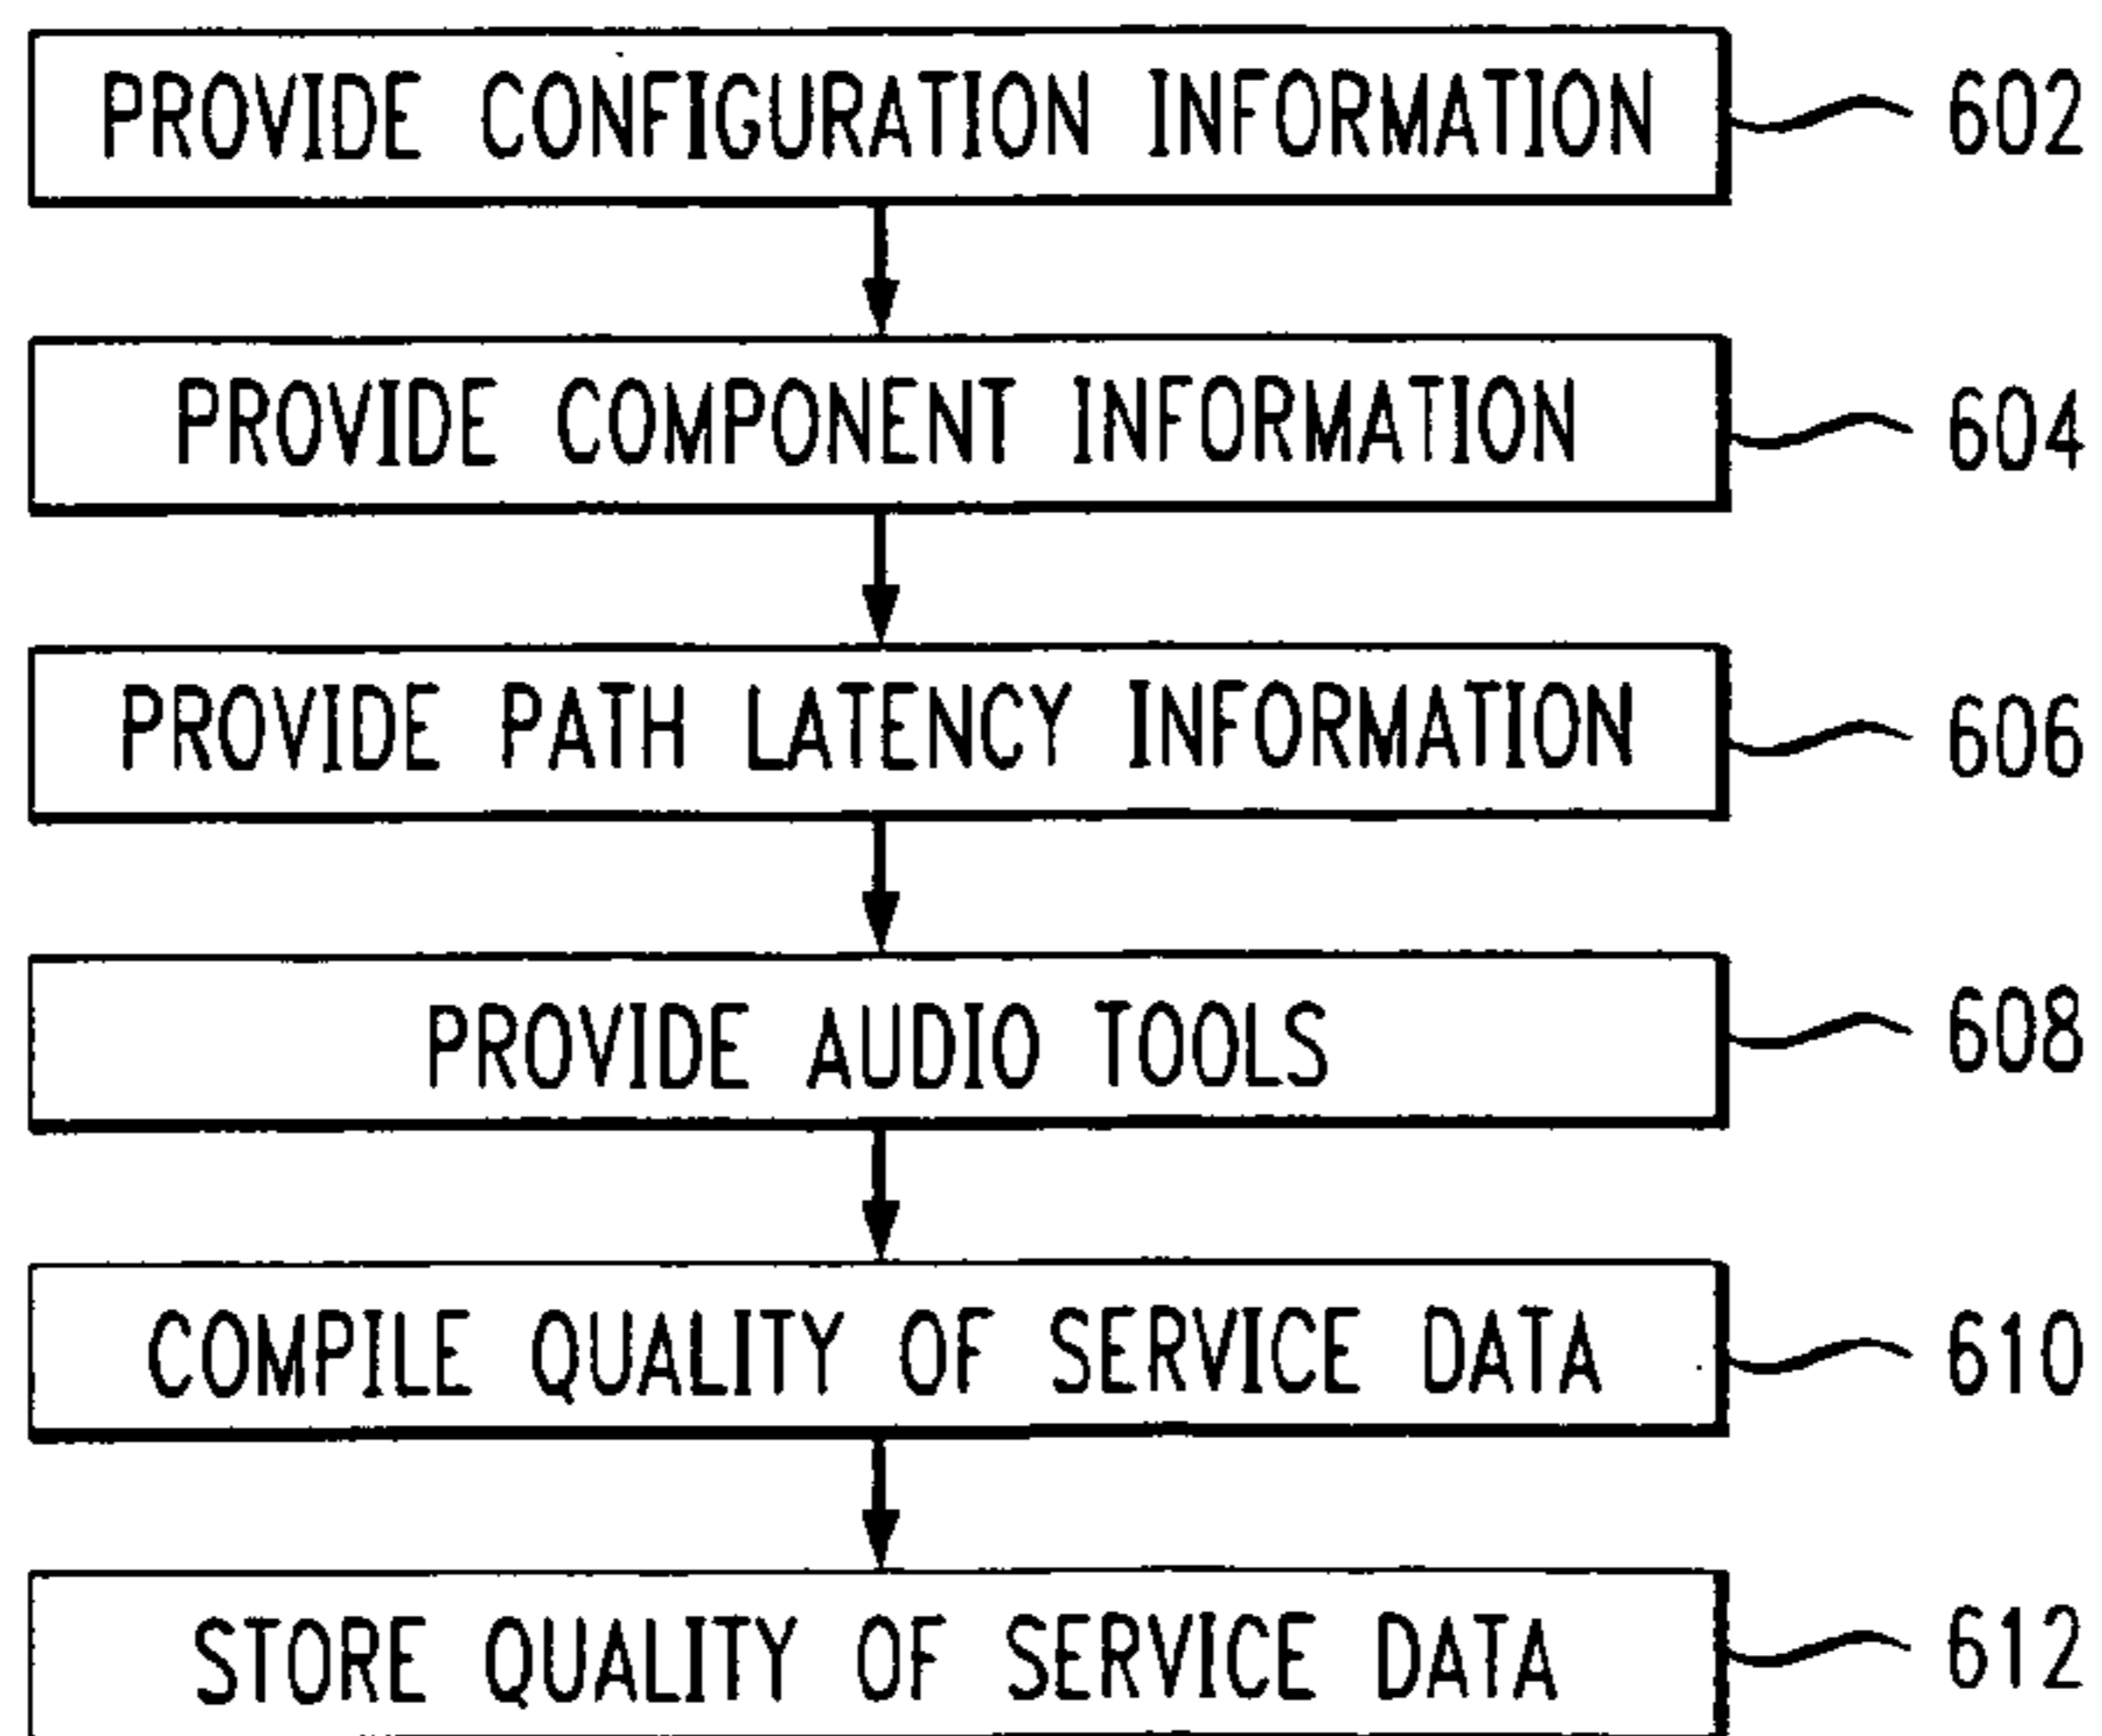 PROVIDE CONFIGURATION INFORMATION 602
PROVIDE COMPONENT INFORMATION 604
PROVIDE PATH LATENCY INFORMATION 606
PROVIDE AUDIO TOOLS 608
COMPILE QUALITY OF SERVICE DATA 610
STORE QUALITY OF SERVICE DATA 612